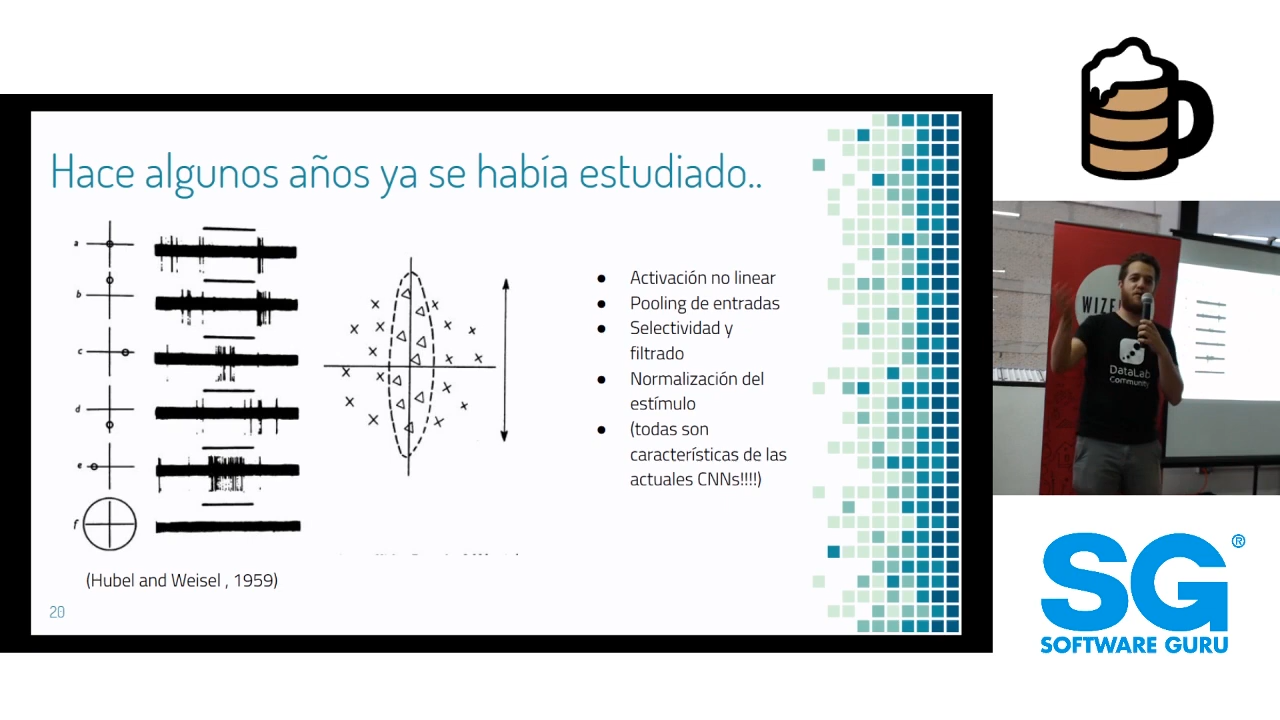 Hace algunos años ya se había estudiado..
a
b
c
d
e
f
● Activación no linear
● Pooling de entradas
● Selectividad y
filtrado
● Normalización del
estímulo
● (todas son
características de las
actuales CNNs!!!!)
(Hubel and Weisel , 1959)
20
WIZE
DataLab
Community
SG®
SOFTWARE GURU